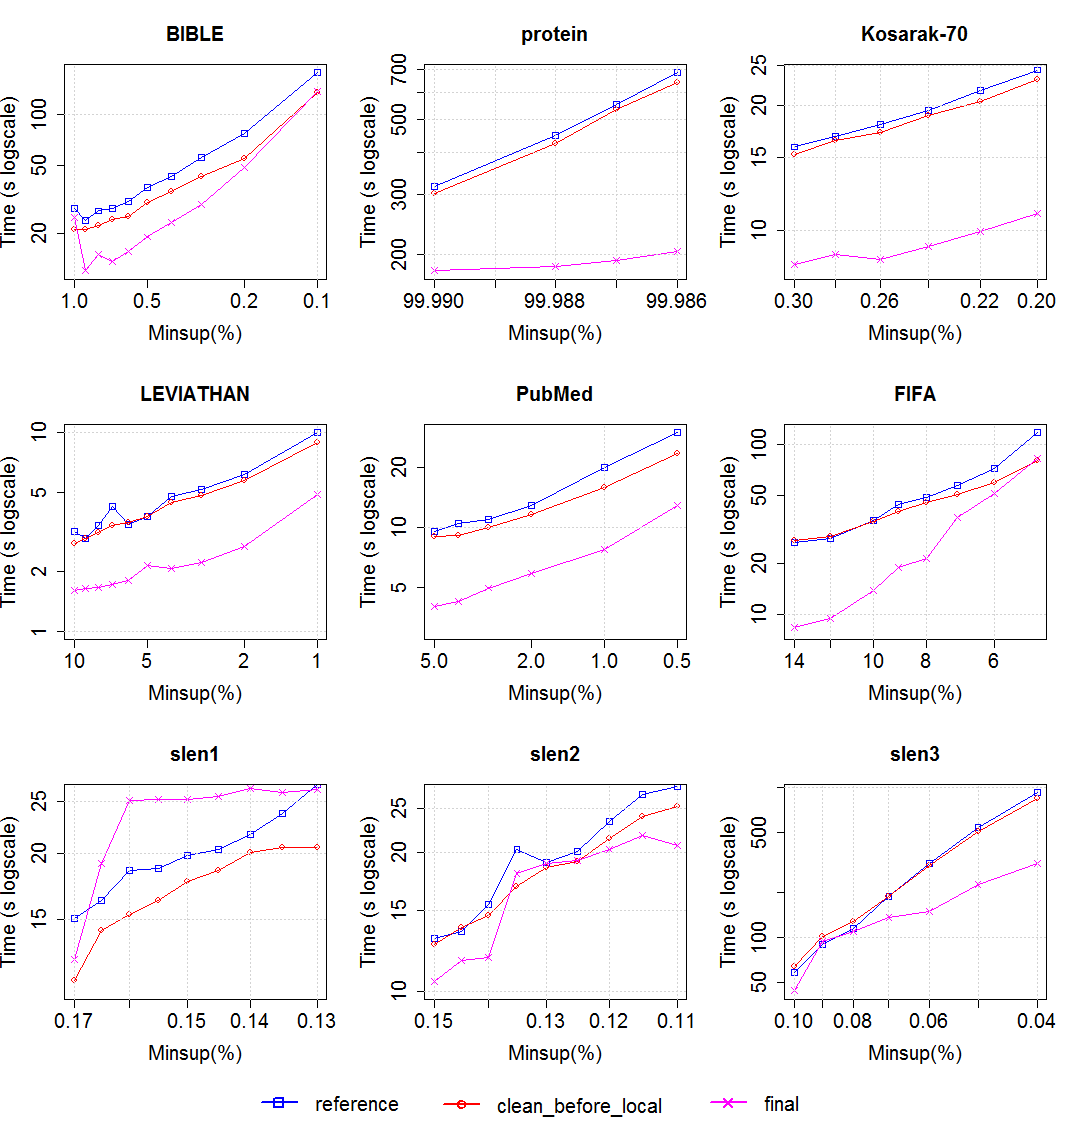 BIBLE
Time (s logscale)
100
50
20
1.0 0.5 0.2 0.1
Minsup(%)
protein
Time (s logscale)
700
500
300
200
99.990 99.988 99.986
Minsup(%)
Kosarak-70
Time (s logscale)
25
20
15
10
0.30 0.26 0.22 0.20
Minsup(%)
LEVIATHAN
Time (s logscale)
10
5
2
1
10 5 2 1
Minsup(%)
PubMed
Time (s logscale)
20
10
5
5.0 2.0 1.0 0.5
Minsup(%)
FIFA
Time (s logscale)
100
50
20
10
14 10 8 6
Minsup(%)
slen1
Time (s logscale)
25
20
15
0.17 0.15 0.14 0.13
Minsup(%)
slen2
Time (s logscale)
25
20
15
10
0.15 0.13 0.12 0.11
Minsup(%)
slen3
Time (s logscale)
500
100
50
0.10 0.08 0.06 0.04
Minsup(%)
reference clean_before_local final